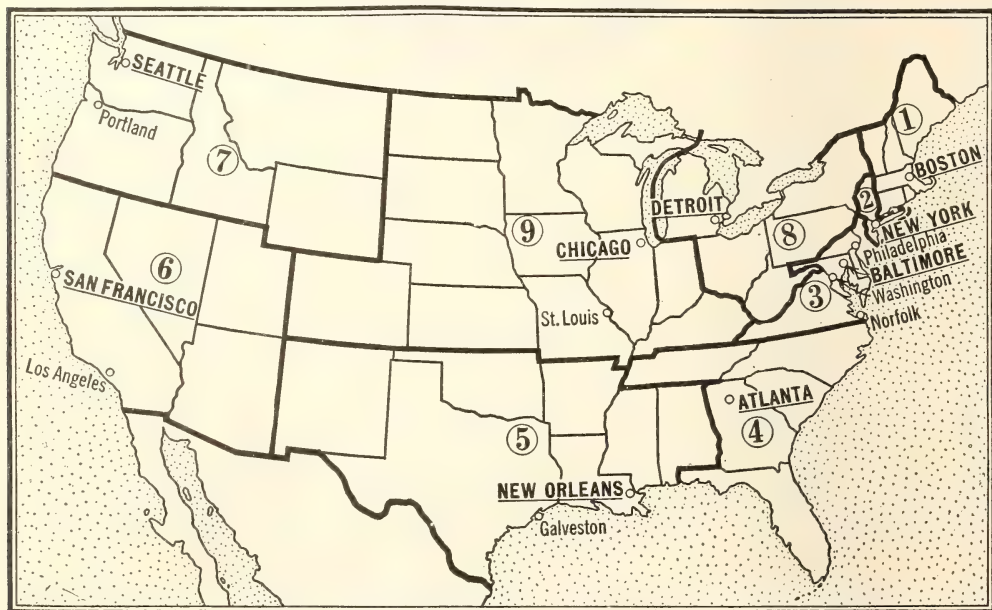 SEATTLE
Portland
7
1
BOSTON
2
DETROIT
NEW YORK
9
8
Philadelphia
CHICAGO
BALTIMORE
6
Washington
SAN FRANCISCO
3
St. Louis
Norfolk
Los Angeles
ATLANTA
5
4
NEW ORLEANS
Galveston